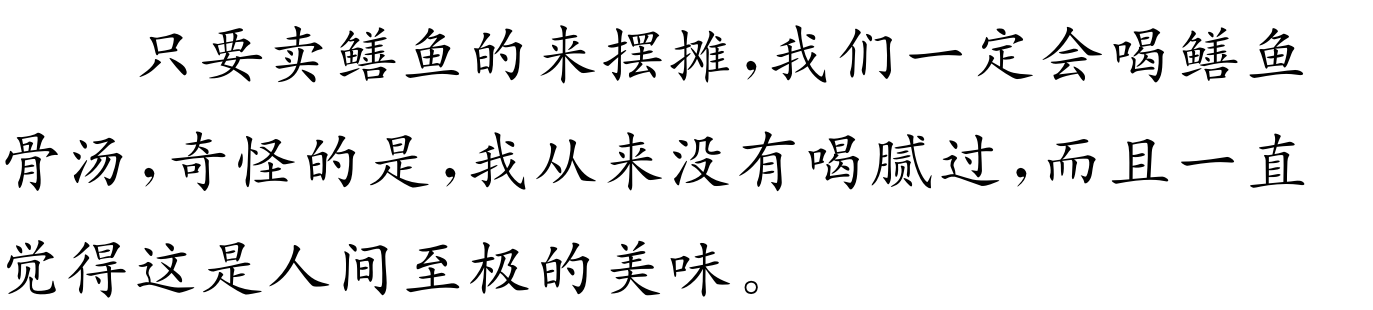 只要卖鳝鱼的来摆摊,我们一定会喝鳝鱼
骨汤,奇怪的是,我从来没有喝腻过,而且一直
觉得这是人间至极的美味。